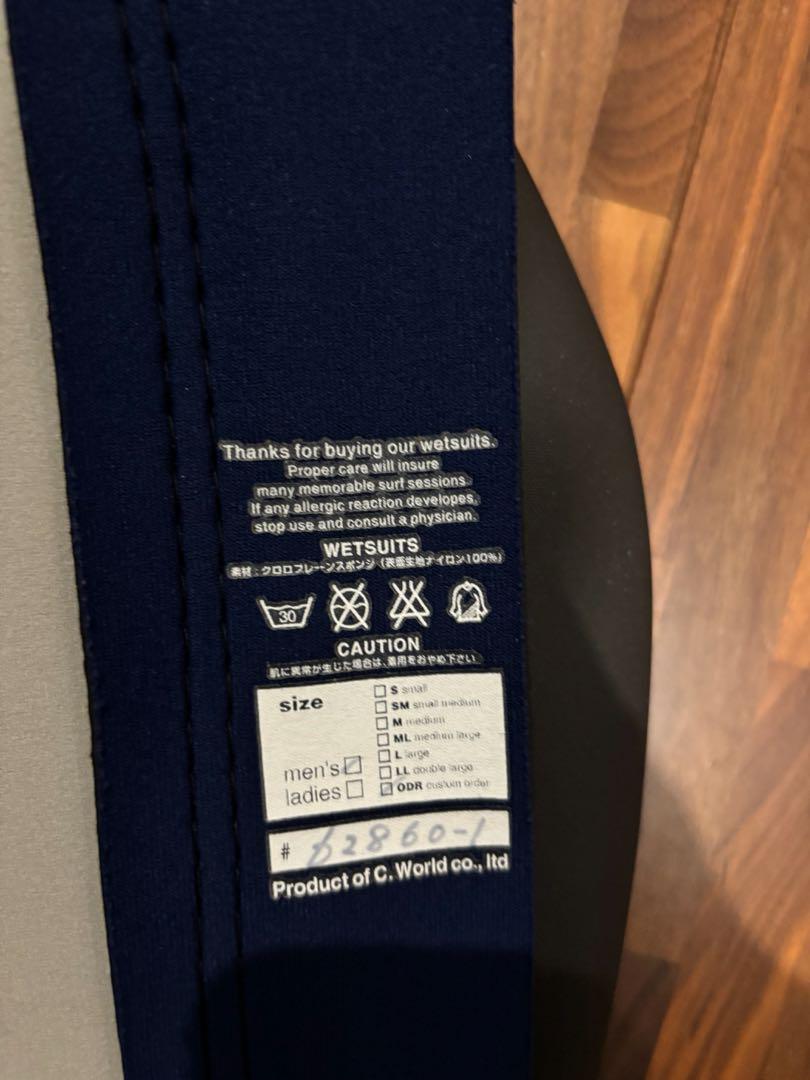 Thanks for buying our wetsuits.
Proper care will insure
many memorable surf sessions.
If any allergic reaction developes,
stop use and consult a physician.
WETSUITS
素材：クロロプレーンスポンジ（表面生地ナイロン100%）
30
CAUTION
肌に異常が生じた場合は、着用をおやめ下さい
size
S small
SM small medium
M medium
ML medium large
L large
LL double large
ODR custom order
men's
ladies
# 62860-1
Product of C. World co., ltd